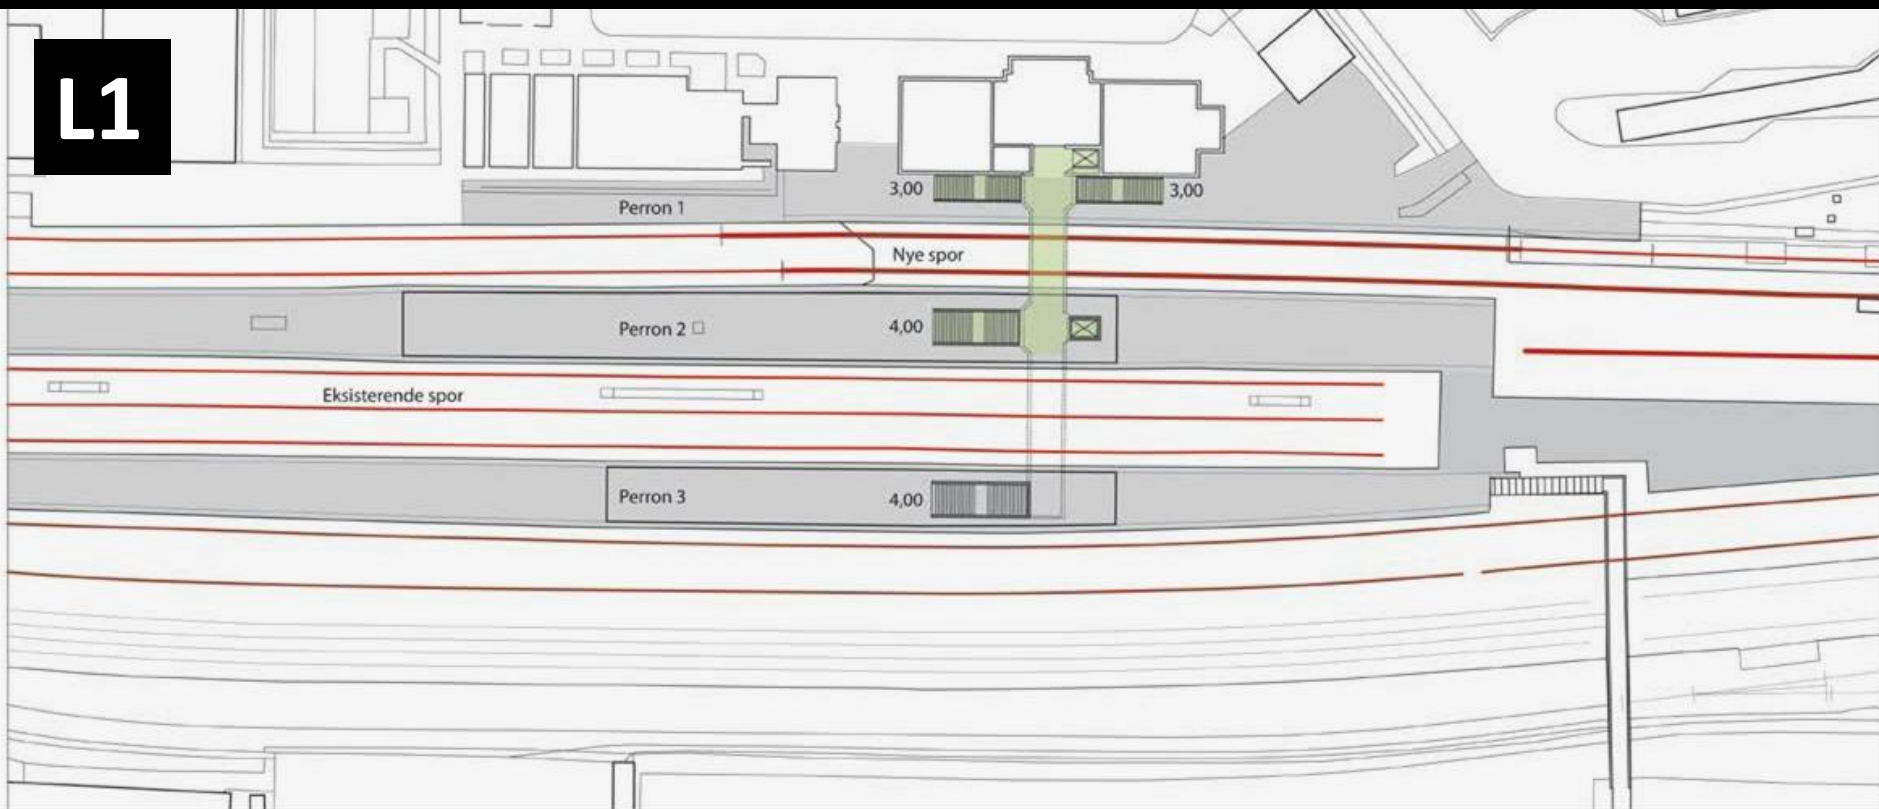 L1
3,00
3,00
Perron 1
Nye spor
Perron 2
4,00
Eksisterende spor
Perron 3
4,00